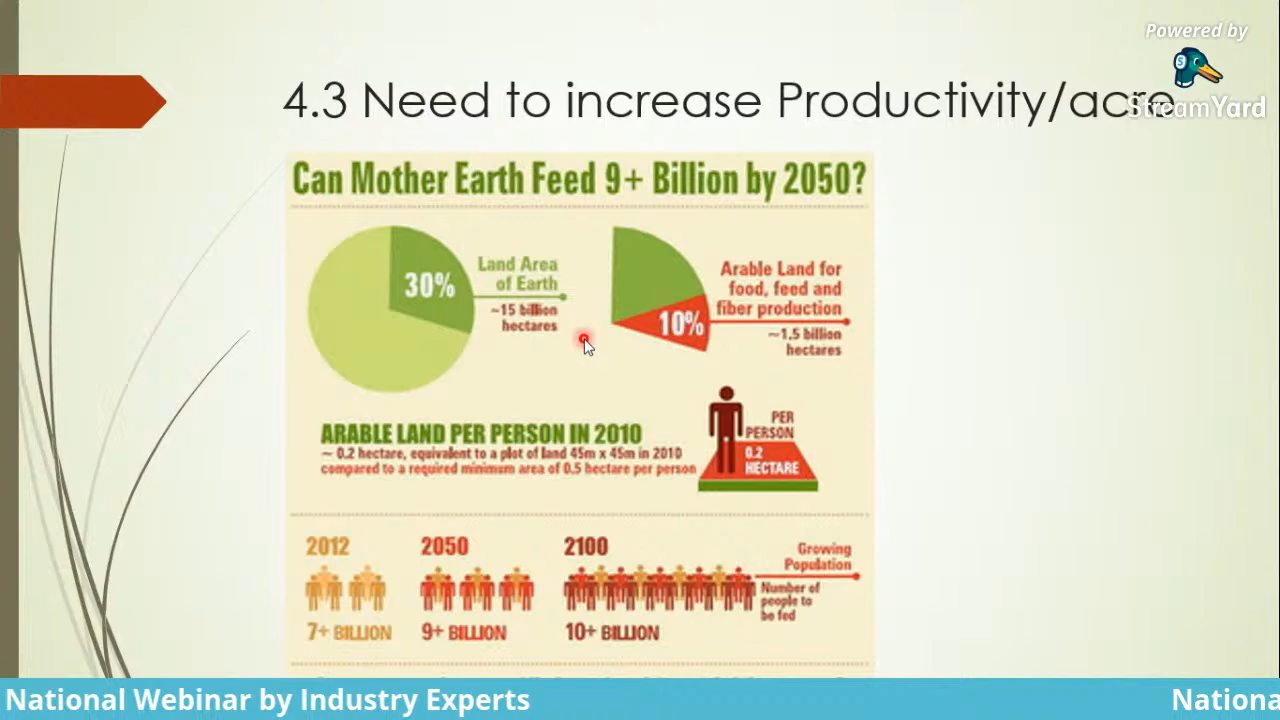 Powered by
StreamYard
4.3 Need to increase Productivity/acre
Can Mother Earth Feed 9+ Billion by 2050?
30%
Land Area
of Earth
~15 billion
hectares
10%
Arable Land for
food, feed and
fiber production
~1.5 billion
hectares
ARABLE LAND PER PERSON IN 2010
~ 0.2 hectare, equivalent to a plot of land 45m x 45m in 2010
compared to a required minimum area of 0.5 hectare per person
PER
PERSON
0.2
HECTARE
2012
2050
2100
7+ BILLION
9+ BILLION
10+ BILLION
Growing
Population
Number of
people to
be fed
National Webinar by Industry Experts
Nationa